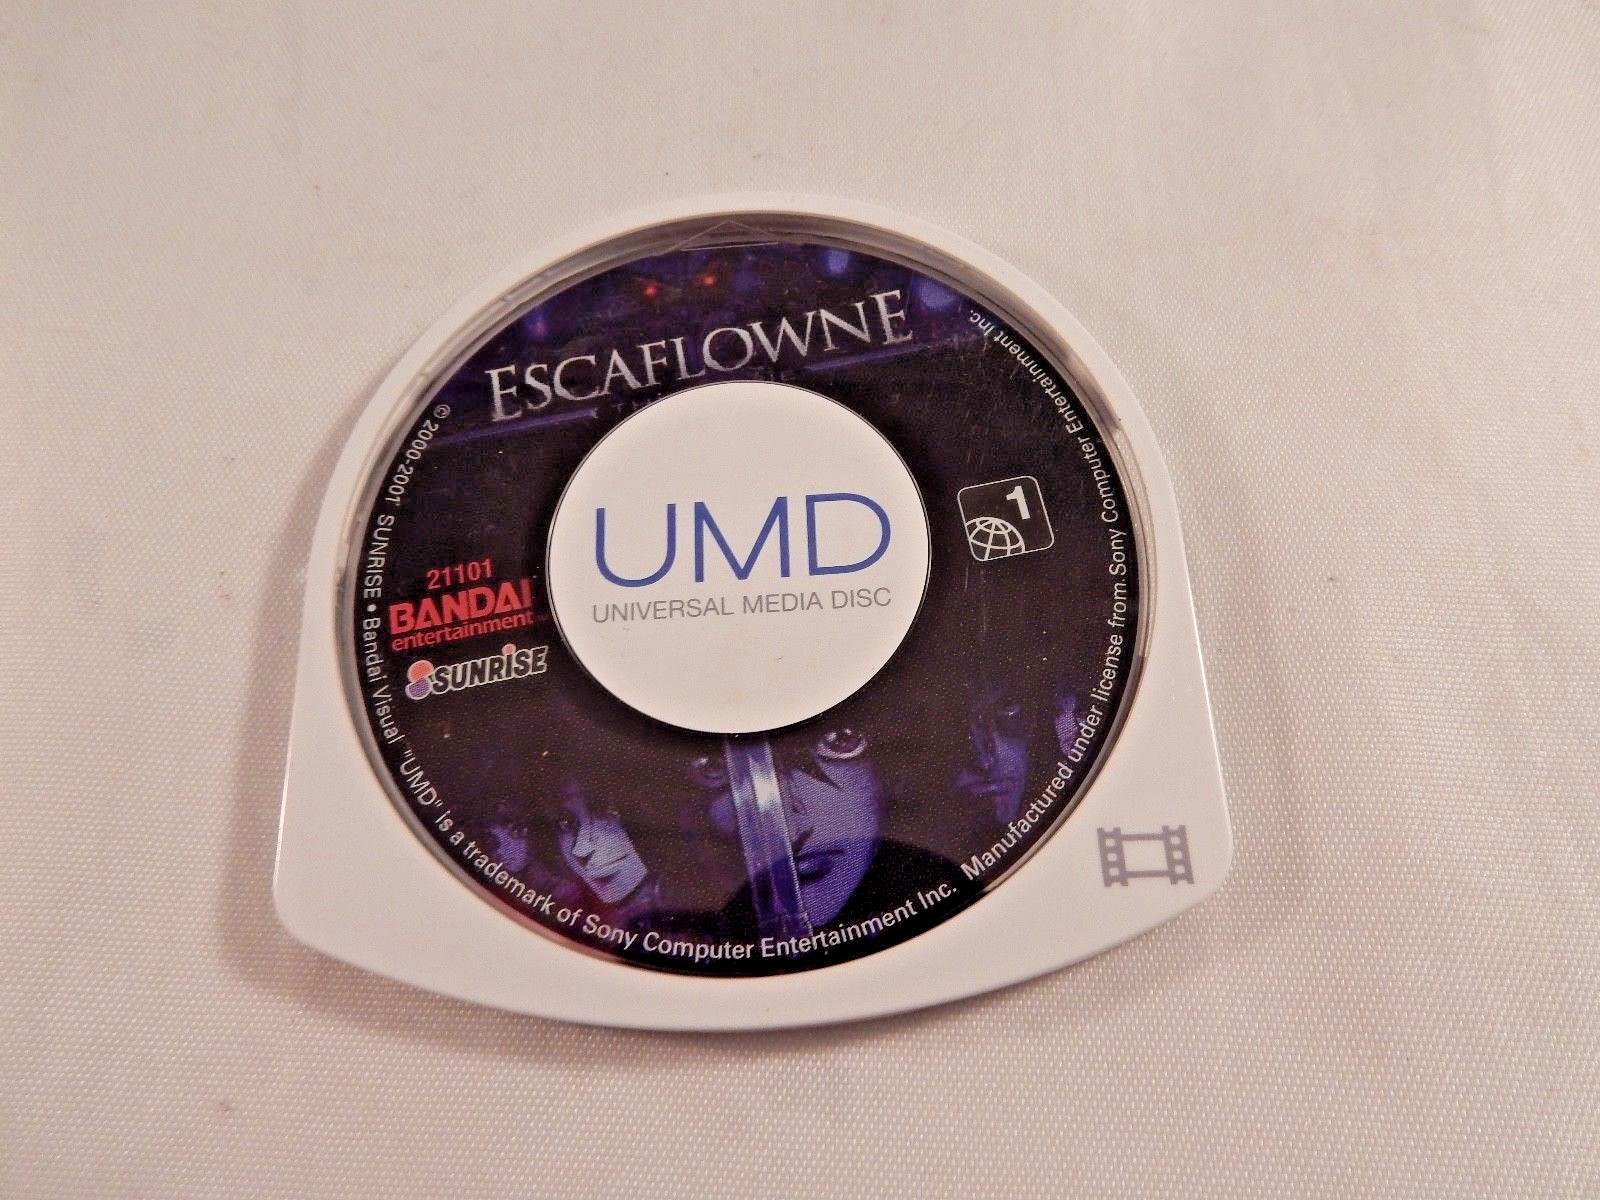 ESCAFLOWNE
UMD
UNIVERSAL MEDIA DISC
1
21101
BANDAI
entertainment™
SUNRISE
© 2000-2001 SUNRISE • Bandai Visual "UMD" is a trademark of Sony Computer Entertainment Inc. Manufactured under license from Sony Computer Entertainment Inc.